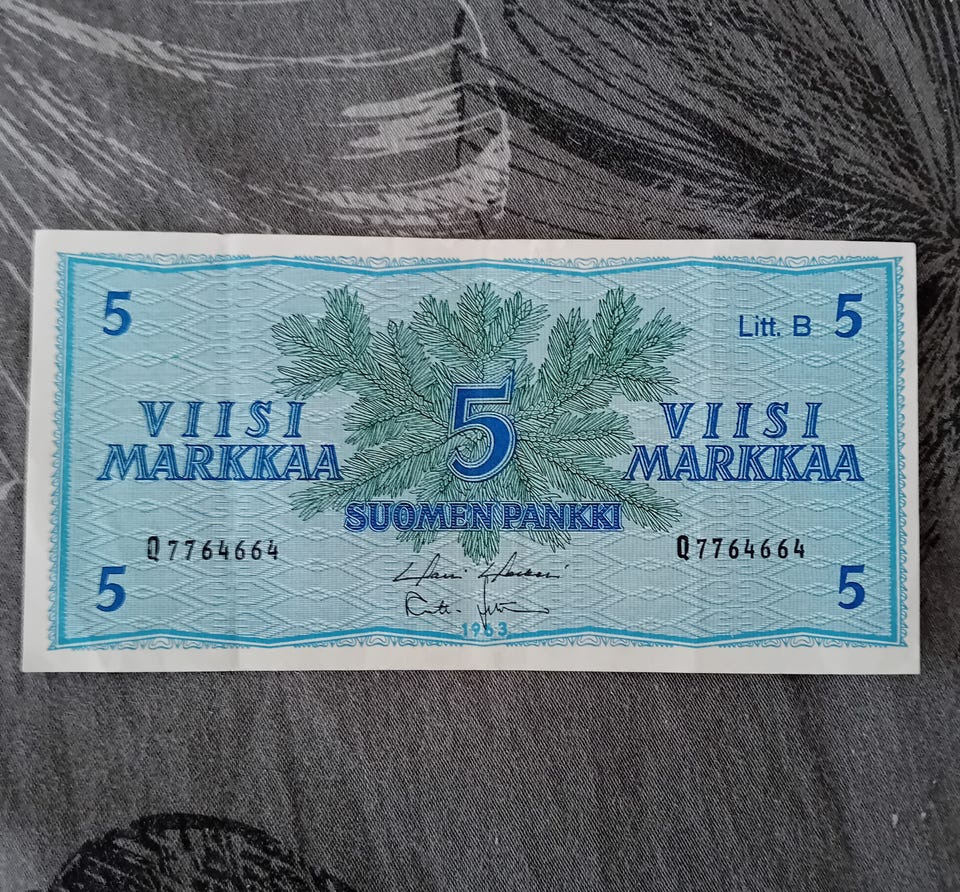 5
Litt. B 5
VIISI
MARKKAA
5
VIISI
MARKKAA
SUOMEN PANKKI
Q7764664
Q7764664
5
1963
5